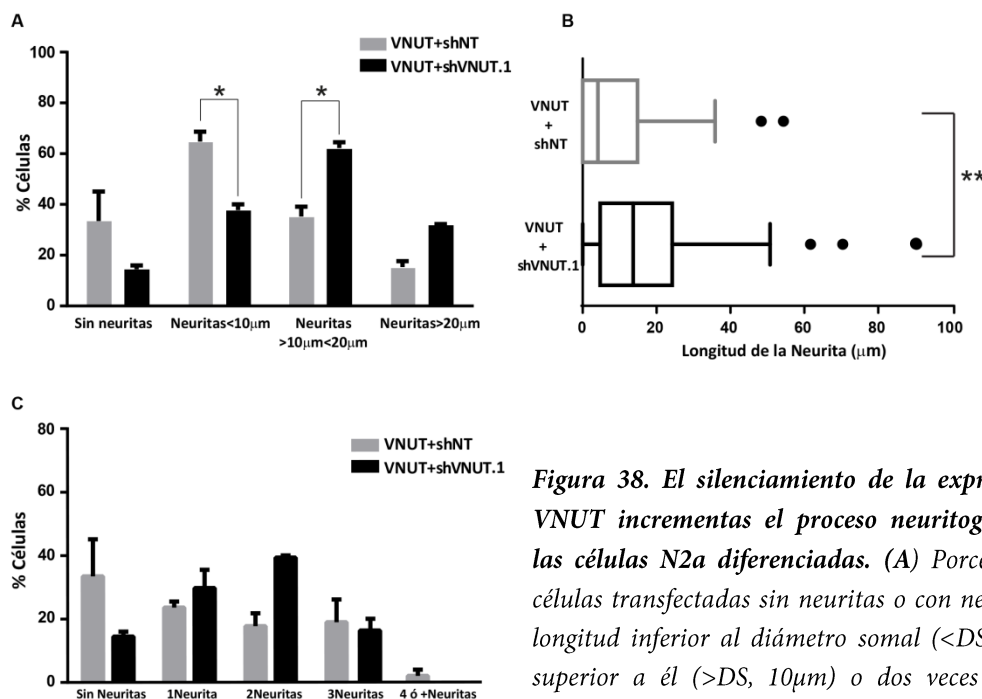 A
VNUT+shNT
VNUT+shVNUT.1
100
80
60
40
20
0
% Células
*
*
Sin neuritas
Neuritas<10µm
Neuritas
>10µm<20µm
Neuritas>20µm
B
VNUT
+
shNT
VNUT
+
shVNUT.1
**
0
20
40
60
80
100
Longitud de la Neurita (µm)
C
VNUT+shNT
VNUT+shVNUT.1
80
60
40
20
0
% Células
Sin Neuritas
1Neurita
2Neuritas
3Neuritas
4 ó +Neuritas
Figura 38. El silenciamiento de la expr
VNUT incrementas el proceso neuritog
las células N2a diferenciadas. (A) Porce
células transfectadas sin neuritas o con ne
longitud inferior al diámetro somal (<DS
superior a él (>DS, 10µm) o dos veces